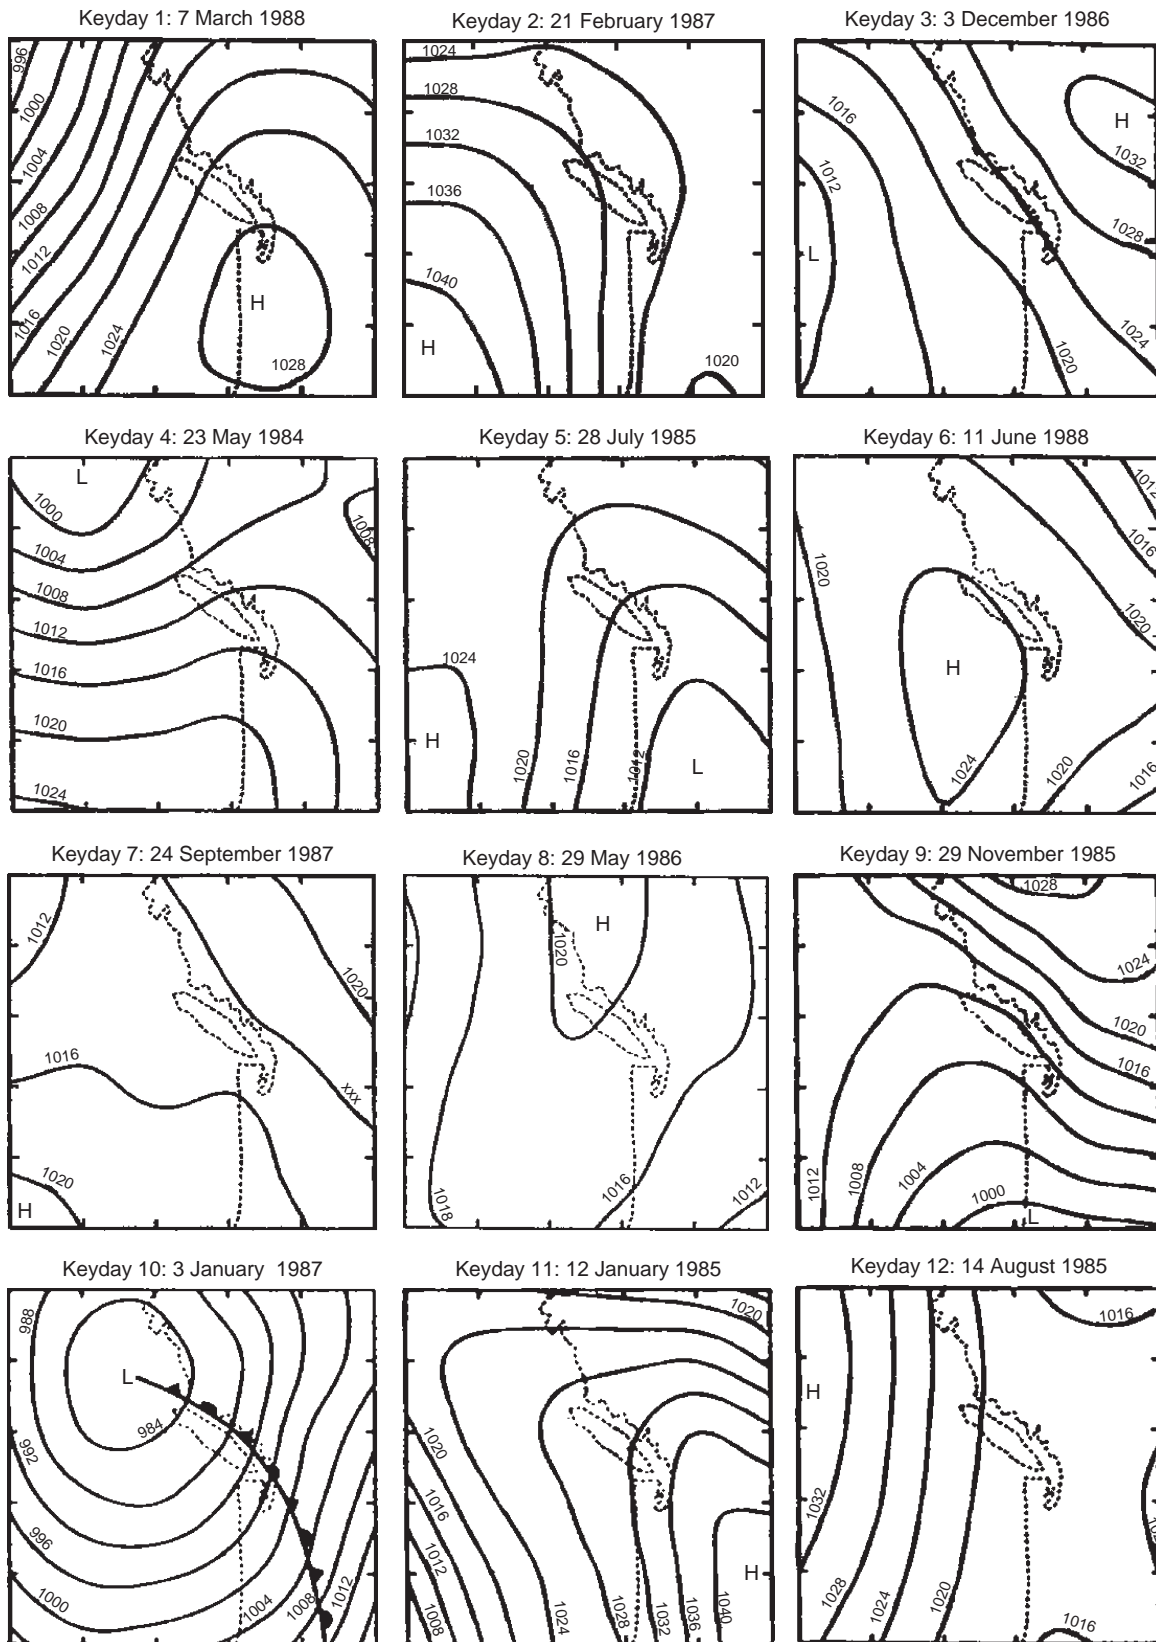 Keyday 1: 7 March 1988
996
1000
1004
1008
1012
1016
1020
1024
H
1028
Keyday 2: 21 February 1987
1024
1028
1032
1036
1040
H
1020
Keyday 3: 3 December 1986
1016
1012
L
H
1032
1028
1024
1020
Keyday 4: 23 May 1984
L
1000
1004
1008
1008
1012
1016
1020
1024
Keyday 5: 28 July 1985
1024
H
1020
1016
1012
L
Keyday 6: 11 June 1988
1012
1016
1020
1020
H
1024
1020
1016
Keyday 7: 24 September 1987
1012
1020
1016
xxx
1020
H
Keyday 8: 29 May 1986
H
1020
1018
1016
1012
Keyday 9: 29 November 1985
1028
1024
1020
1016
1012
1008
1004
1000
L
Keyday 10: 3 January 1987
988
L
984
992
996
1000
1004
1008
1012
Keyday 11: 12 January 1985
1020
1020
1016
1012
1008
1024
1028
1032
1036
1040
H
Keyday 12: 14 August 1985
1016
H
1032
1028
1024
1020
1016